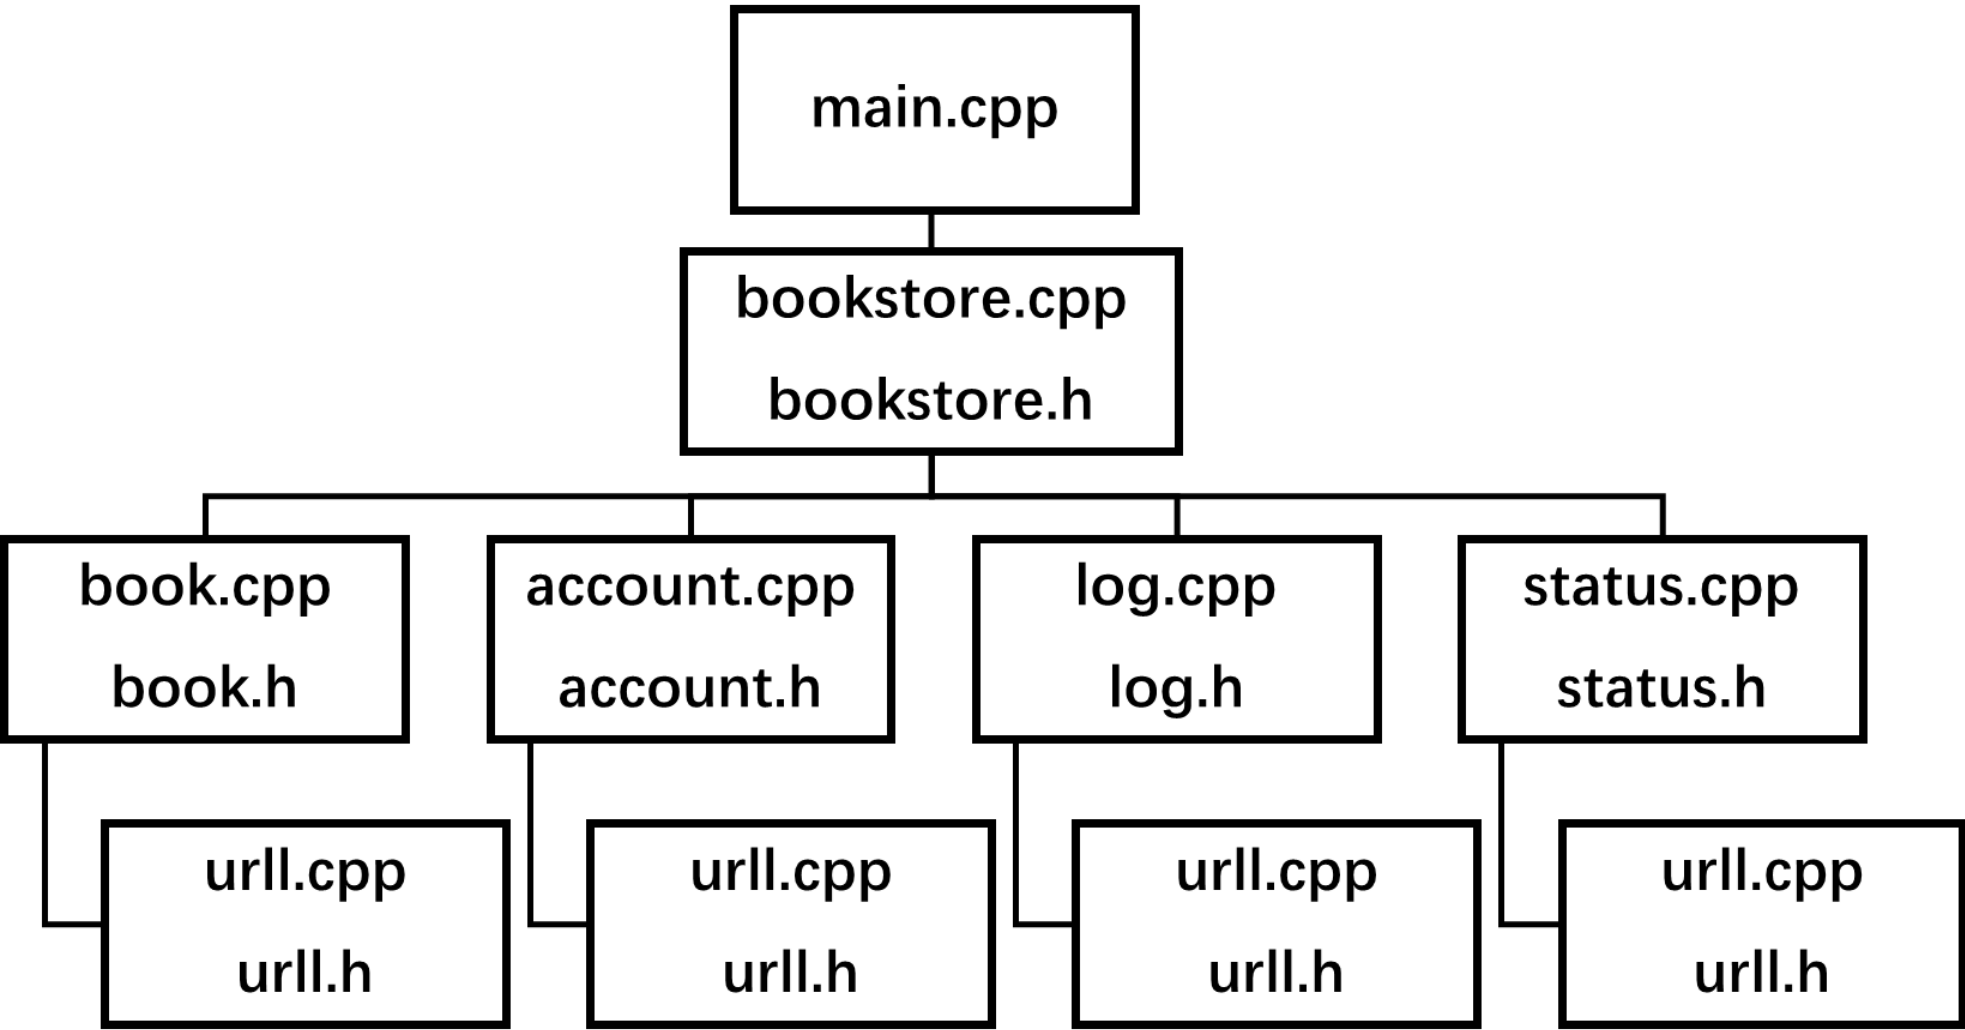 main.cpp
bookstore.cpp
bookstore.h
book.cpp
book.h
account.cpp
account.h
log.cpp
log.h
status.cpp
status.h
urll.cpp
urll.h
urll.cpp
urll.h
urll.cpp
urll.h
urll.cpp
urll.h